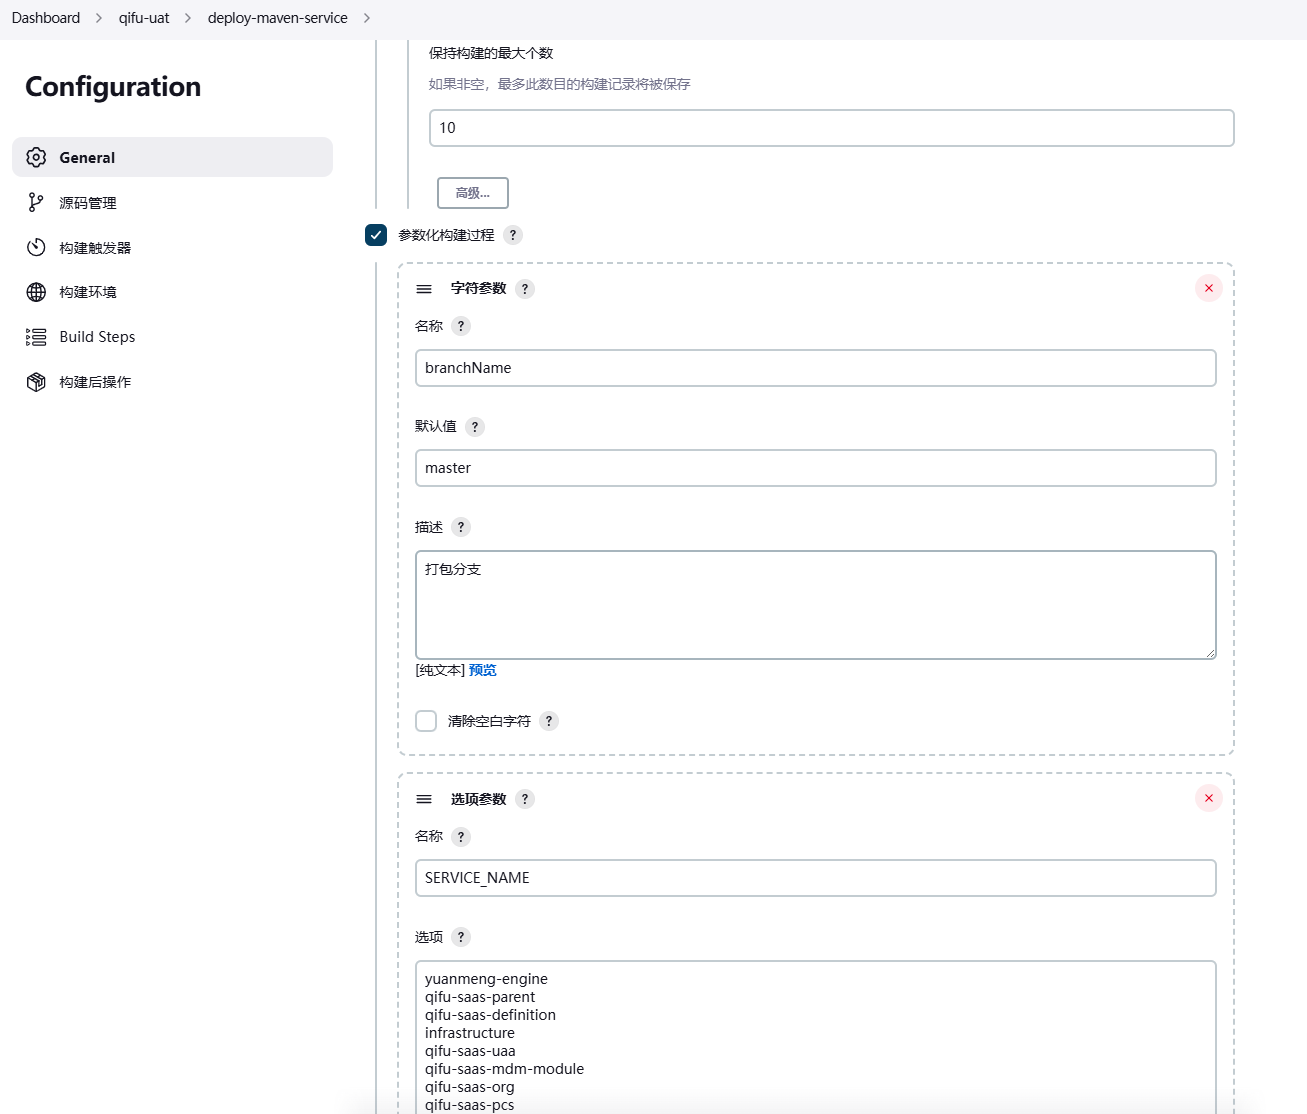 Dashboard > qifu-uat > deploy-maven-service >
Configuration
General
源码管理
构建触发器
构建环境
Build Steps
构建后操作
保持构建的最大个数
如果非空，最多此数目的构建记录将被保存
10
高级...
参数化构建过程 ?
字符参数 ?
名称 ?
branchName
默认值 ?
master
描述 ?
打包分支
[纯文本] 预览
清除空白字符 ?
选项参数 ?
名称 ?
SERVICE_NAME
选项 ?
yuanmeng-engine
qifu-saas-parent
qifu-saas-definition
infrastructure
qifu-saas-uaa
qifu-saas-mdm-module
qifu-saas-org
qifu-saas-pcs